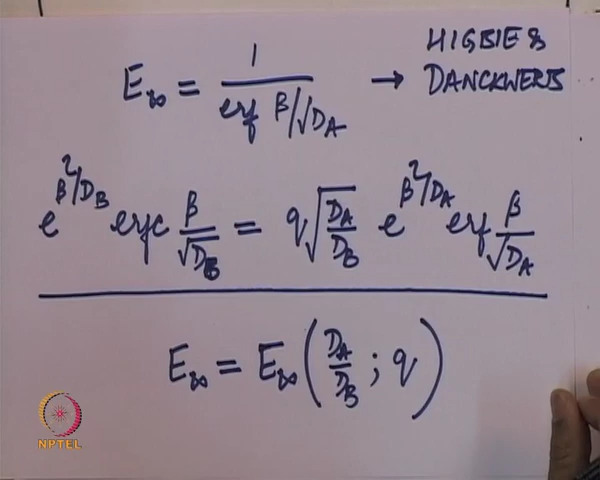 HIGBIE &
E∞ = 1 / erf β/√D_A → DANCKWERTS
e^{β²/D_B} erfc β/√D_B = q √(D_A/D_B) e^{β²/D_A} erf β/√D_A
E∞ = E∞ (D_A/D_B ; q)
NPTEL